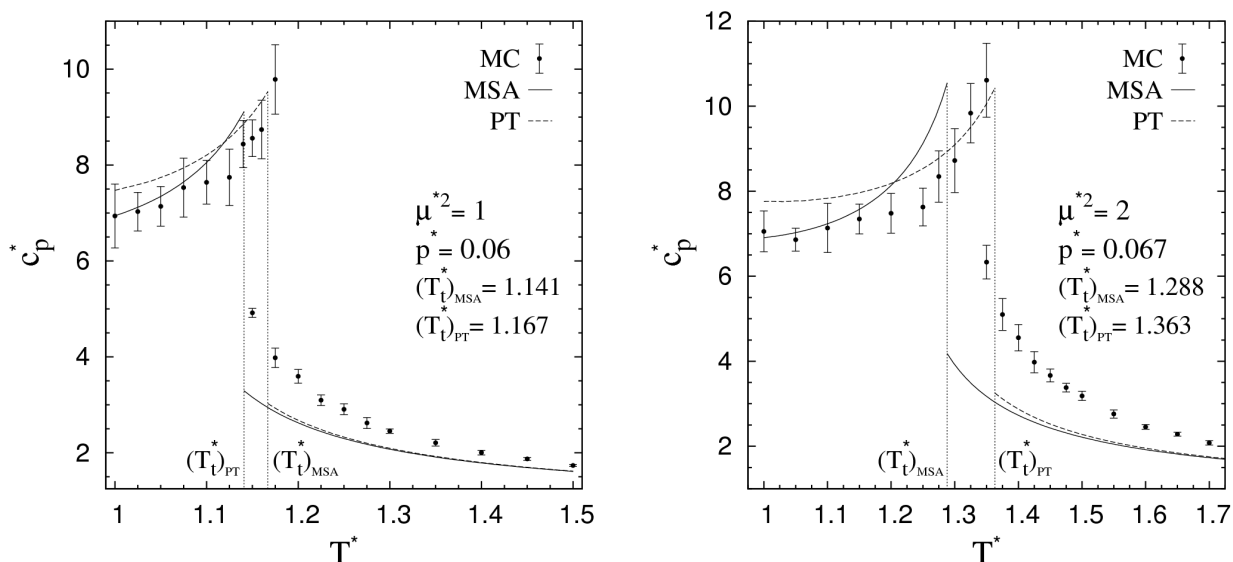 10
8
6
4
2
1
1.1
1.2
1.3
1.4
1.5
c*p
T*
MC
MSA
PT
μ*2 = 1
p* = 0.06
(T*t)MSA = 1.141
(T*t)PT = 1.167
(T*t)PT
(T*t)MSA
12
10
8
6
4
2
1
1.1
1.2
1.3
1.4
1.5
1.6
1.7
c*p
T*
MC
MSA
PT
μ*2 = 2
p* = 0.067
(T*t)MSA = 1.288
(T*t)PT = 1.363
(T*t)MSA
(T*t)PT